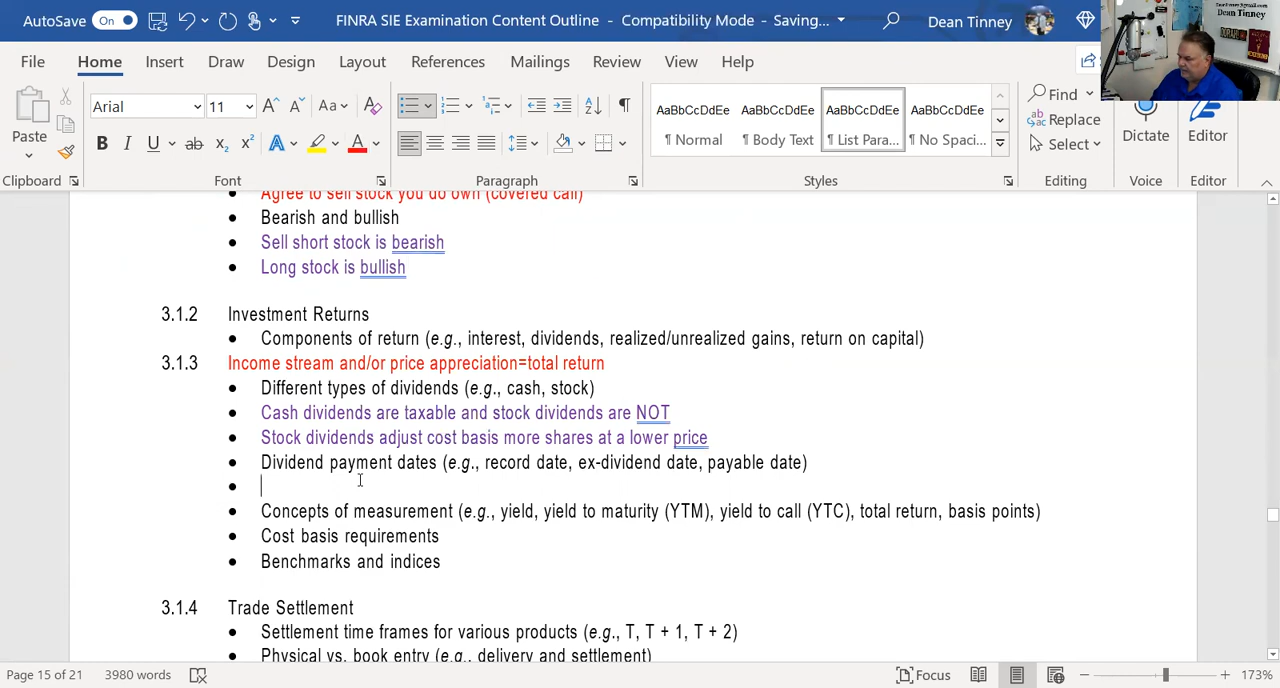 AutoSave On FINRA SIE Examination Content Outline - Compatibility Mode - Saving... Dean Tinney
Dean Tinney
File Home Insert Draw Design Layout References Mailings Review View Help
Arial 11 Aa AaBbCcDdEe AaBbCcDdEe AaBbCcDdEe AaBbCcDdEe Find
Paste Replace Dictate Editor
B I U ab x2 x2 A A ¶ Normal ¶ Body Text ¶ List Para... ¶ No Spaci... Select
Clipboard Font Paragraph Styles Editing Voice Editor
Agree to sell stock you do own (covered call)
• Bearish and bullish
• Sell short stock is bearish
• Long stock is bullish
3.1.2 Investment Returns
• Components of return (e.g., interest, dividends, realized/unrealized gains, return on capital)
3.1.3 Income stream and/or price appreciation=total return
• Different types of dividends (e.g., cash, stock)
• Cash dividends are taxable and stock dividends are NOT
• Stock dividends adjust cost basis more shares at a lower price
• Dividend payment dates (e.g., record date, ex-dividend date, payable date)
•
• Concepts of measurement (e.g., yield, yield to maturity (YTM), yield to call (YTC), total return, basis points)
• Cost basis requirements
• Benchmarks and indices
3.1.4 Trade Settlement
• Settlement time frames for various products (e.g., T, T + 1, T + 2)
• Physical vs. book entry (e.g., delivery and settlement)
Page 15 of 21 3980 words Focus 173%